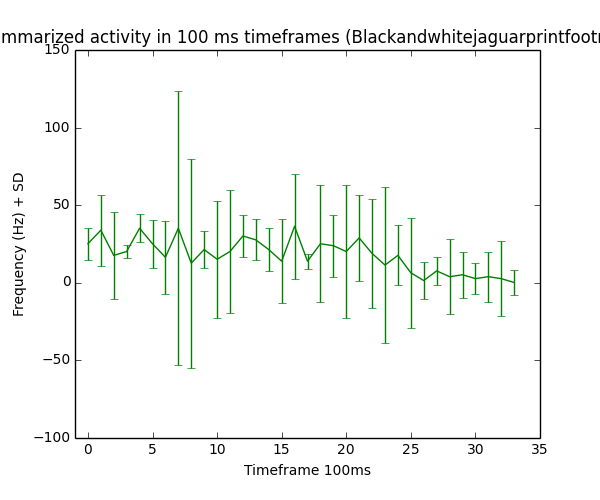 mmarized activity in 100 ms timeframes (Blackandwhitejaguarprintfootr
150
100
50
0
−50
−100
Frequency (Hz) + SD
0 5 10 15 20 25 30 35
Timeframe 100ms